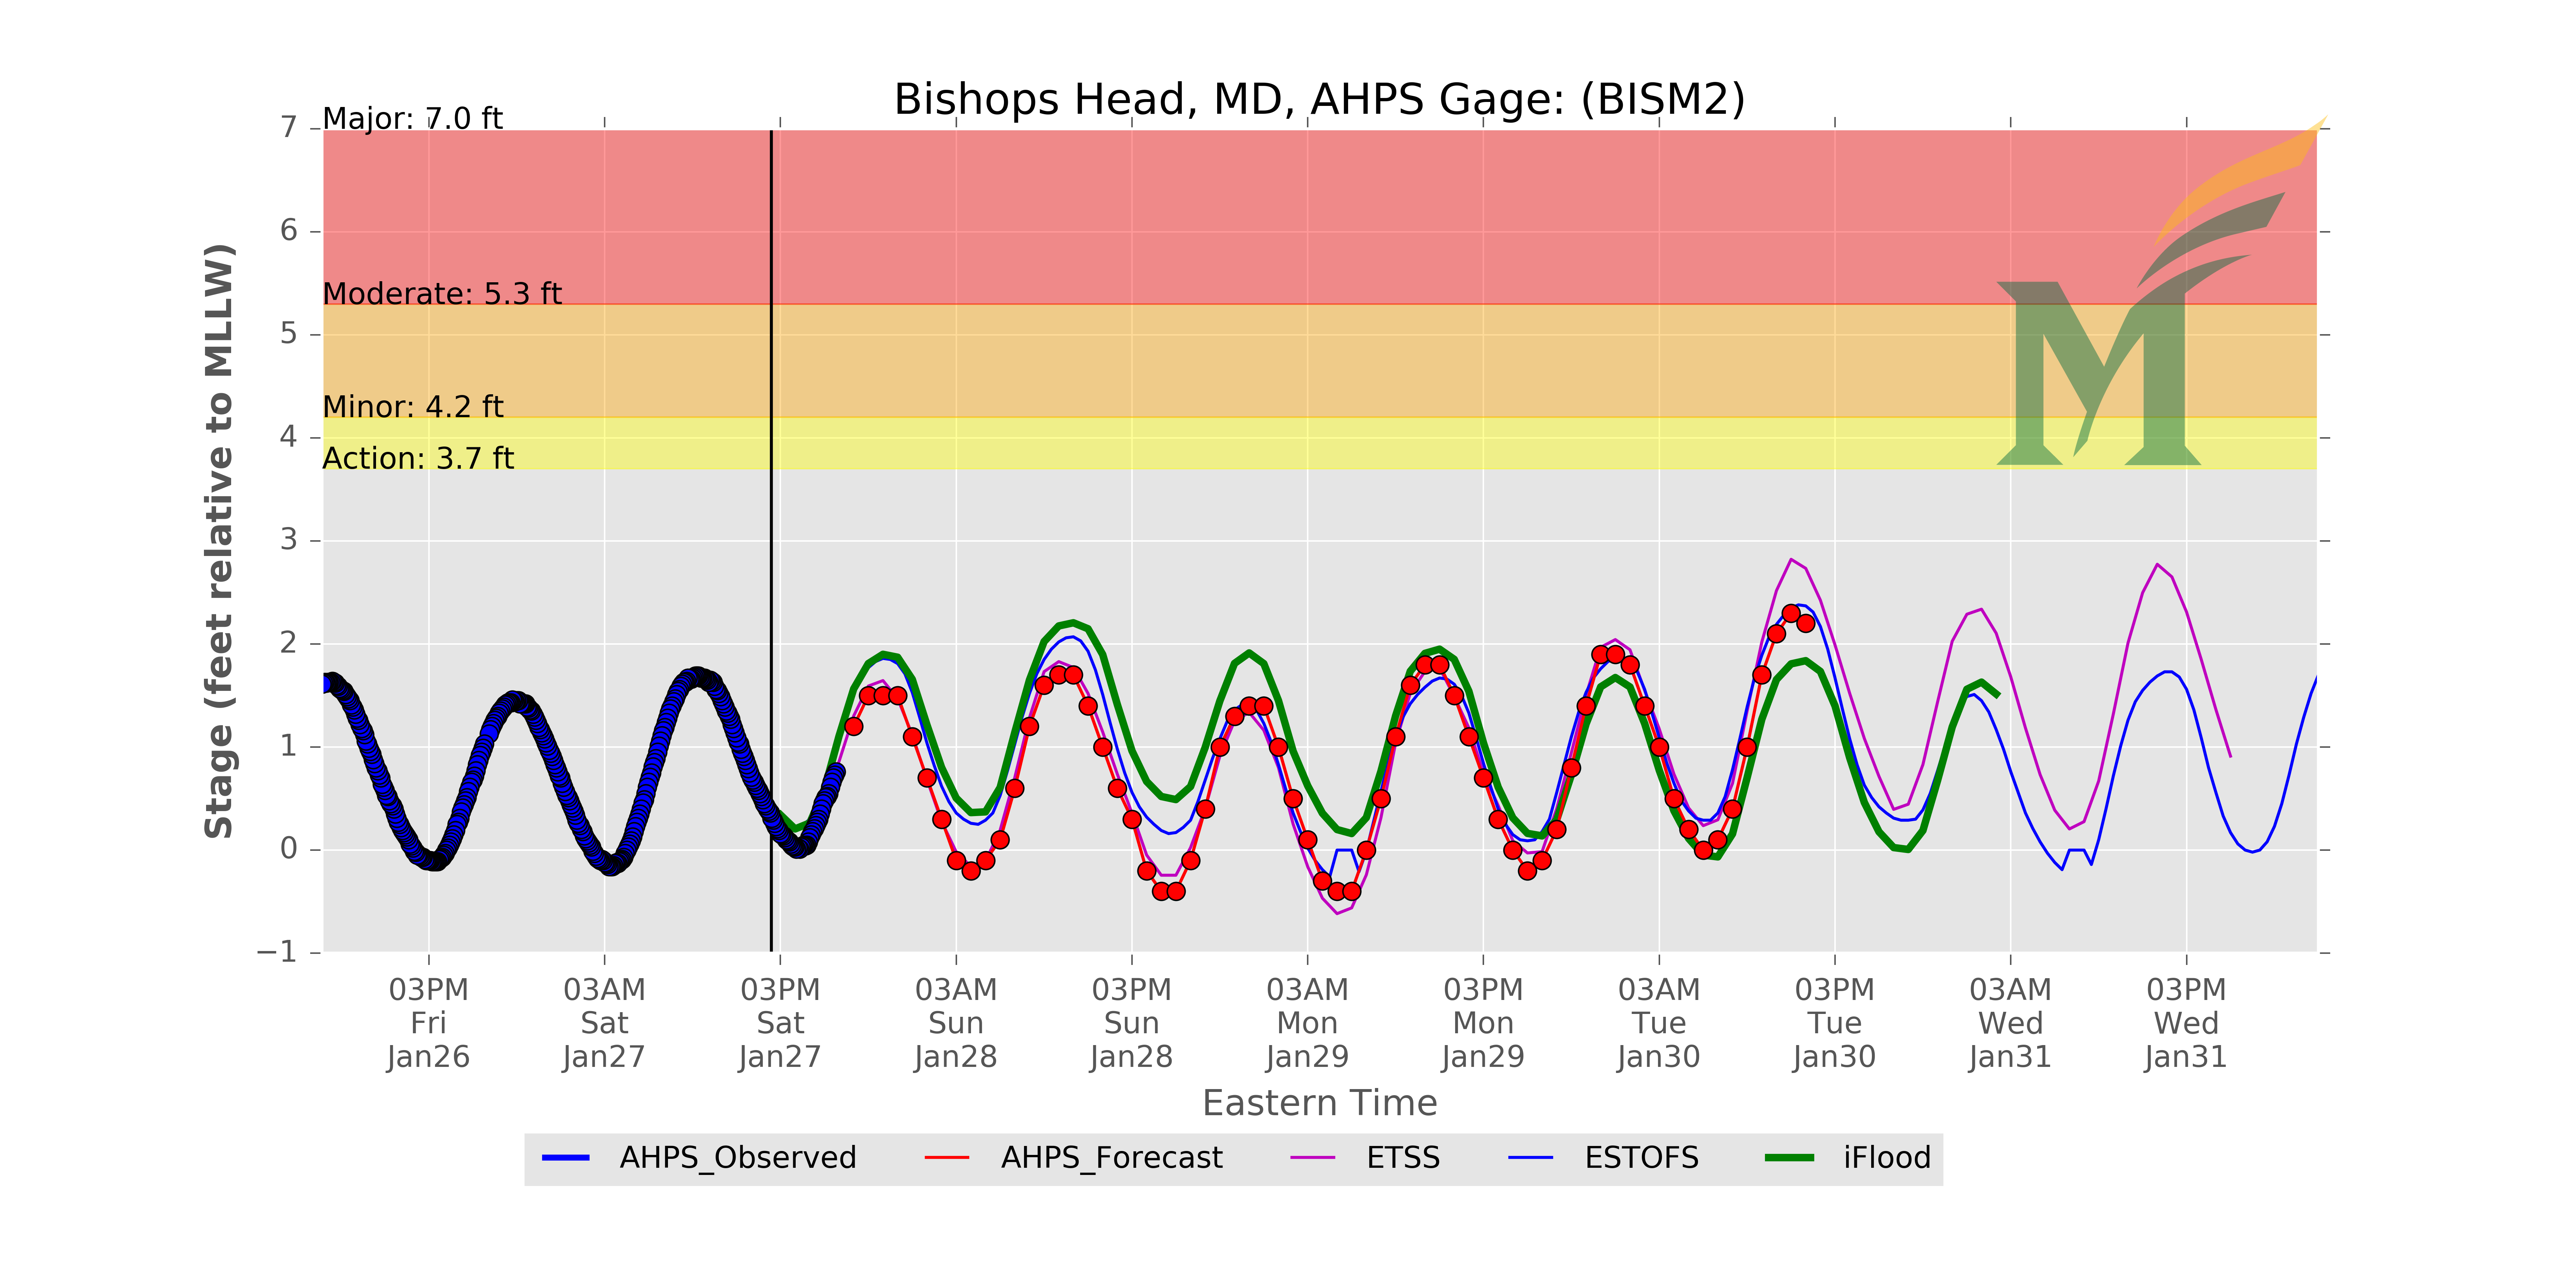 Bishops Head, MD, AHPS Gage: (BISM2)
Major: 7.0 ft
Moderate: 5.3 ft
Minor: 4.2 ft
Action: 3.7 ft
Stage (feet relative to MLLW)
7
6
5
4
3
2
1
0
−1
03PM Fri Jan26
03AM Sat Jan27
03PM Sat Jan27
03AM Sun Jan28
03PM Sun Jan28
03AM Mon Jan29
03PM Mon Jan29
03AM Tue Jan30
03PM Tue Jan30
03AM Wed Jan31
03PM Wed Jan31
Eastern Time
AHPS_Observed
AHPS_Forecast
ETSS
ESTOFS
iFlood
M